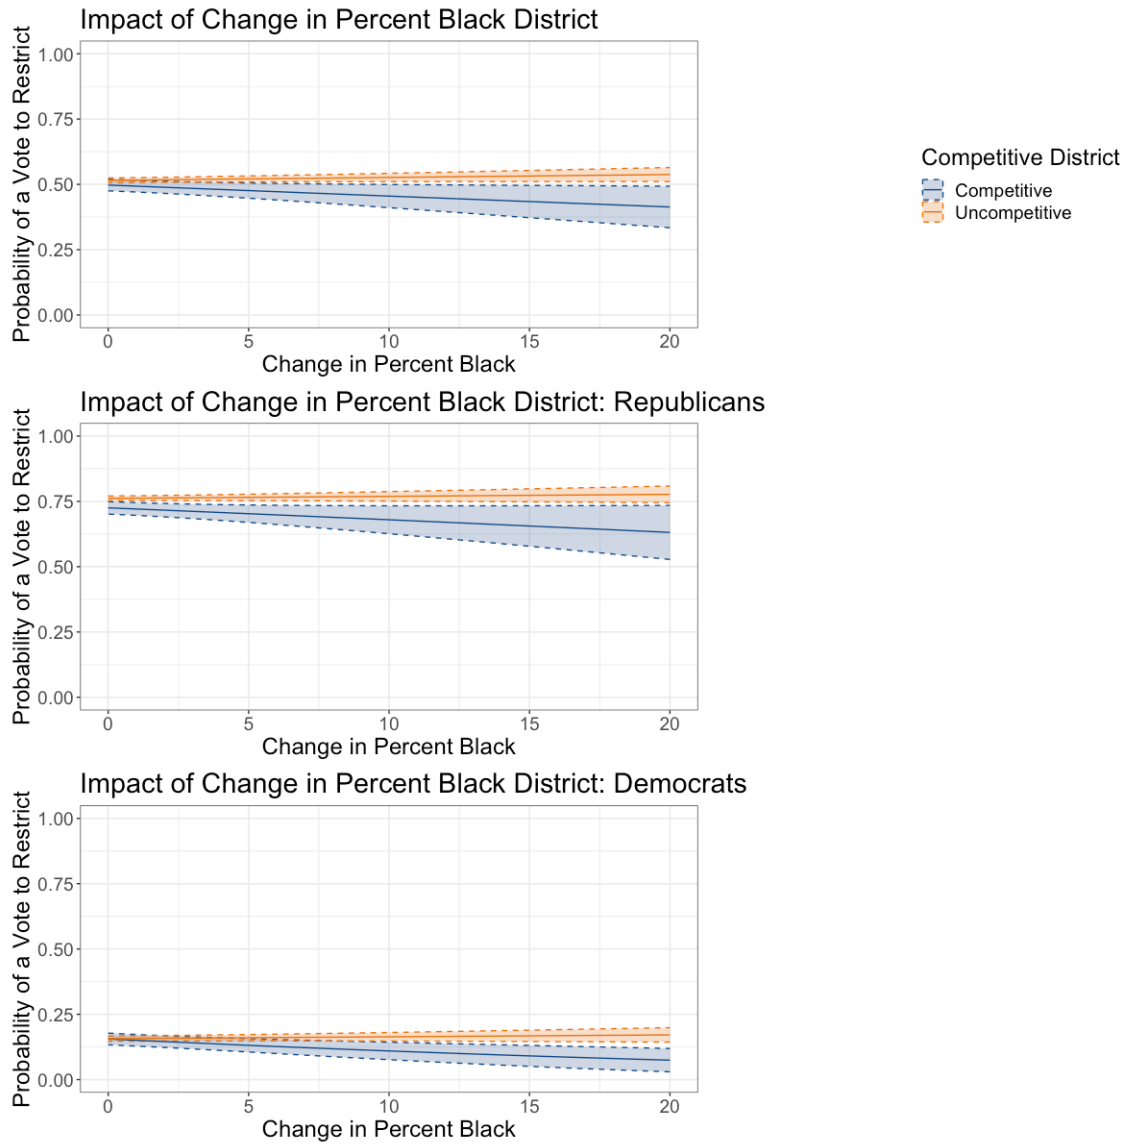 Impact of Change in Percent Black District
Probability of a Vote to Restrict
1.00
0.75
0.50
0.25
0.00
0 5 10 15 20
Change in Percent Black
Competitive District
Competitive
Uncompetitive
Impact of Change in Percent Black District: Republicans
Probability of a Vote to Restrict
1.00
0.75
0.50
0.25
0.00
0 5 10 15 20
Change in Percent Black
Impact of Change in Percent Black District: Democrats
Probability of a Vote to Restrict
1.00
0.75
0.50
0.25
0.00
0 5 10 15 20
Change in Percent Black